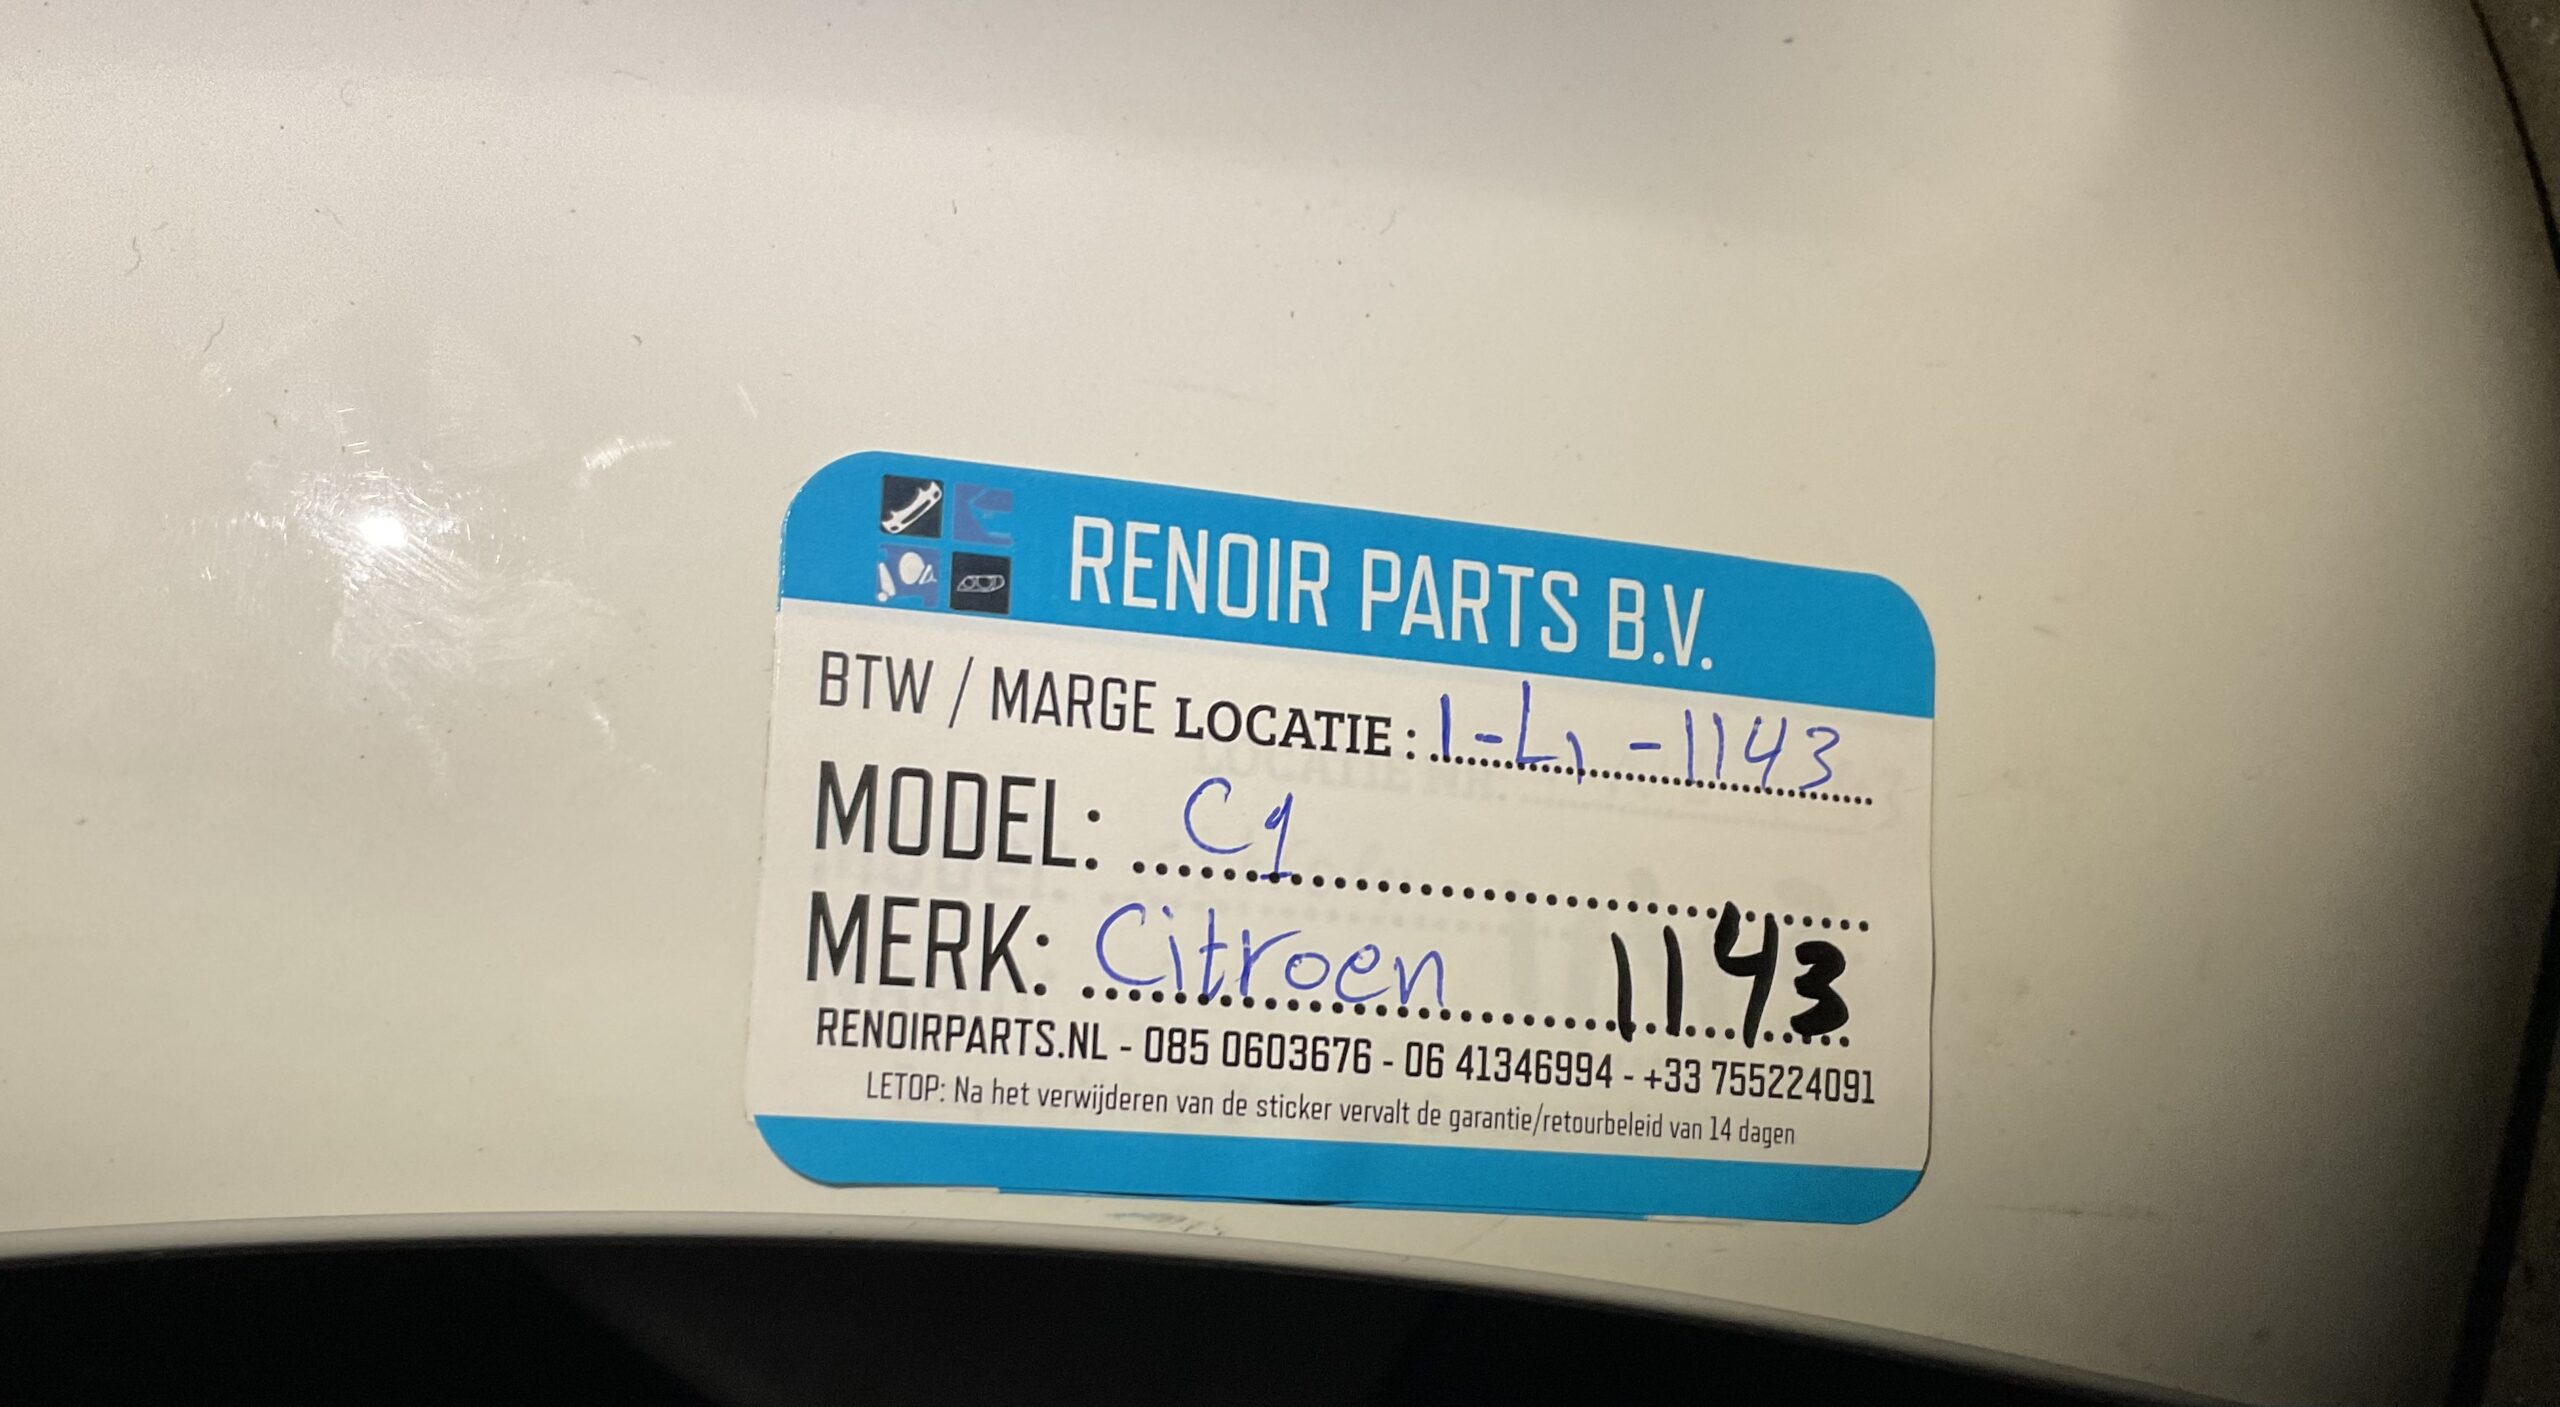 RENOIR PARTS B.V.
BTW / MARGE LOCATIE: 1-L1-1143
MODEL: C1
MERK: Citroen 1143
RENOIRPARTS.NL - 085 0603676 - 06 41346994 - +33 755224091
LETOP: Na het verwijderen van de sticker vervalt de garantie/retourbeleid van 14 dagen